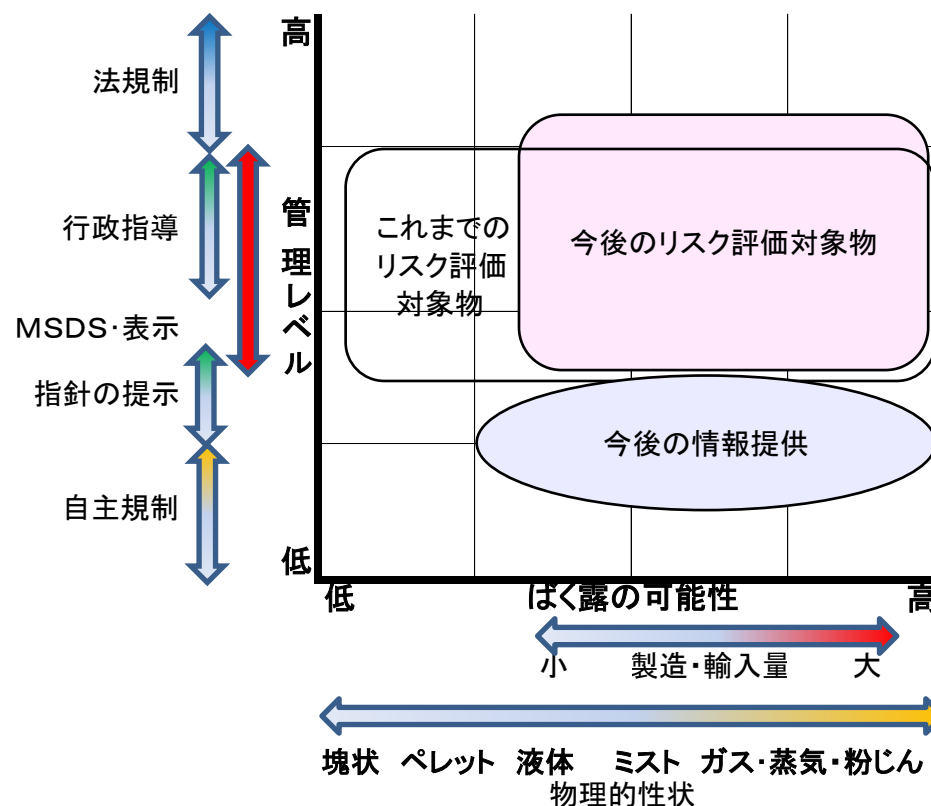 高
法規制
管理レベル
行政指導
これまでの
リスク評価
対象物
今後のリスク評価対象物
MSDS･表示
指針の提示
今後の情報提供
自主規制
低
低 ばく露の可能性 高
小 製造・輸入量 大
塊状 ペレット 液体 ミスト ガス･蒸気・粉じん
物理的性状